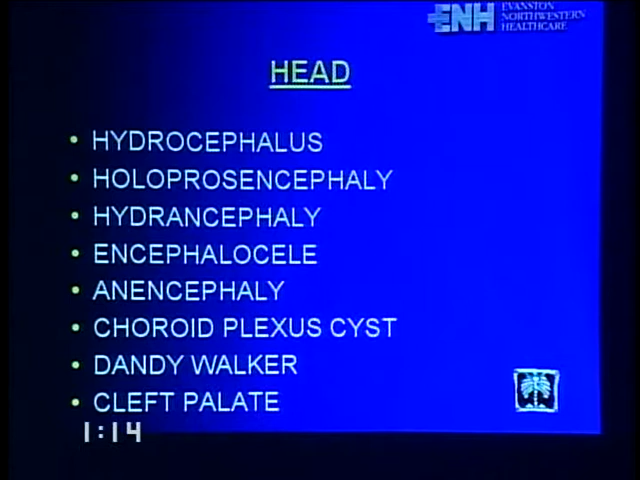 ENH
EVANSTON
NORTHWESTERN
HEALTHCARE
HEAD
• HYDROCEPHALUS
• HOLOPROSENCEPHALY
• HYDRANCEPHALY
• ENCEPHALOCELE
• ANENCEPHALY
• CHOROID PLEXUS CYST
• DANDY WALKER
• CLEFT PALATE
1:14